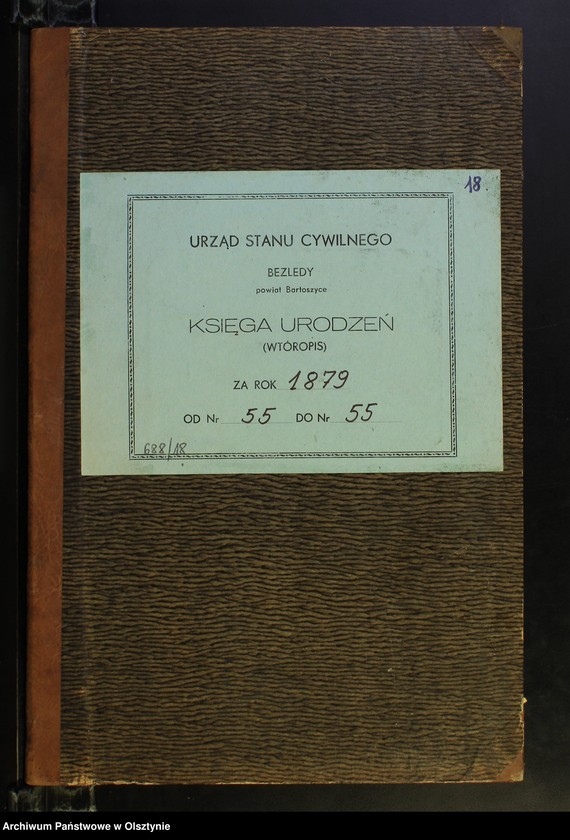 18.
URZĄD STANU CYWILNEGO
BEZLEDY
powiat Bartoszyce
KSIĘGA URODZEŃ
(WTÓROPIS)
ZA ROK 1879
OD Nr 55 DO Nr 55
688/18
Archiwum Państwowe w Olsztynie